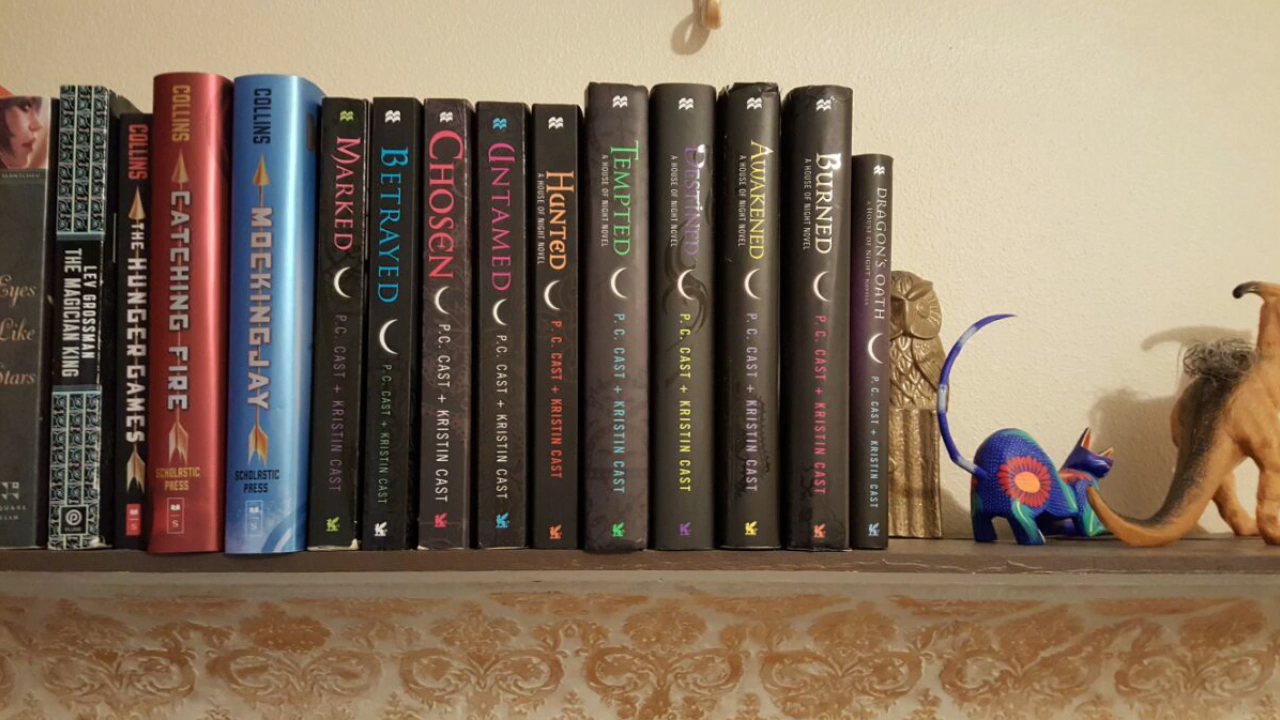 Eyes
Like
Stars
LEV GROSSMAN
THE MAGICIAN KING
COLLINS
THE HUNGER GAMES
COLLINS
CATCHING FIRE
SCHOLASTIC
PRESS
COLLINS
MOCKINGJAY
SCHOLASTIC
PRESS
MARKED
P.C. CAST + KRISTIN CAST
BETRAYED
P.C. CAST + KRISTIN CAST
CHOSEN
P.C. CAST + KRISTIN CAST
UNTAMED
P.C. CAST + KRISTIN CAST
HUNTED
A HOUSE OF NIGHT NOVEL
P.C. CAST + KRISTIN CAST
TEMPTED
A HOUSE OF NIGHT NOVEL
P.C. CAST + KRISTIN CAST
DESTINED
A HOUSE OF NIGHT NOVEL
P.C. CAST + KRISTIN CAST
AWAKENED
A HOUSE OF NIGHT NOVEL
P.C. CAST + KRISTIN CAST
BURNED
A HOUSE OF NIGHT NOVEL
P.C. CAST + KRISTIN CAST
DRAGON'S OATH
A HOUSE OF NIGHT NOVELLA
P.C. CAST + KRISTIN CAST